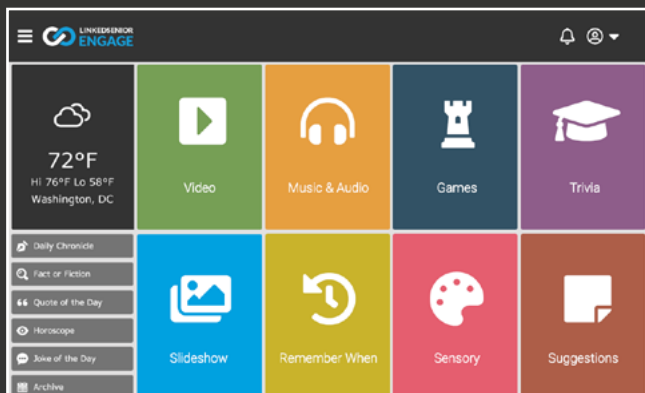 LINKEDSENIOR
ENGAGE
72°F
Hi 76°F Lo 58°F
Washington, DC
Video
Music & Audio
Games
Trivia
Daily Chronicle
Fact or Fiction
Quote of the Day
Horoscope
Joke of the Day
Archive
Slideshow
Remember When
Sensory
Suggestions